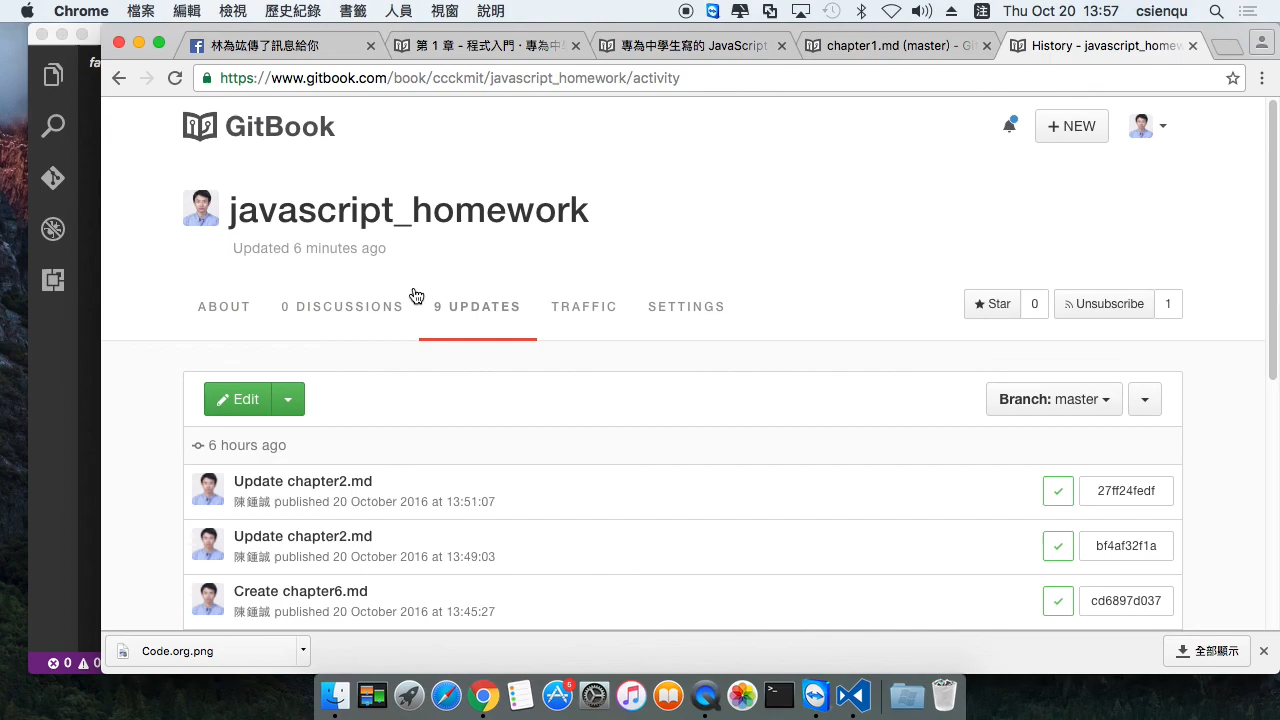 Chrome 檔案 編輯 檢視 歷史紀錄 書籤 人員 視窗 說明 注 Thu Oct 20 13:57 csienqu
林為竑傳了訊息給你
第 1 章 - 程式入門 · 專為中
專為中學生寫的 JavaScript
chapter1.md (master) - Gi
History - javascript_homew
https://www.gitbook.com/book/ccckmit/javascript_homework/activity
GitBook
+ NEW
javascript_homework
Updated 6 minutes ago
ABOUT 0 DISCUSSIONS 9 UPDATES TRAFFIC SETTINGS
Star 0 Unsubscribe 1
Edit
Branch: master
6 hours ago
Update chapter2.md
陳鍾誠 published 20 October 2016 at 13:51:07
27ff24fedf
Update chapter2.md
陳鍾誠 published 20 October 2016 at 13:49:03
bf4af32f1a
Create chapter6.md
陳鍾誠 published 20 October 2016 at 13:45:27
cd6897d037
Code.org.png
全部顯示
0 0
6